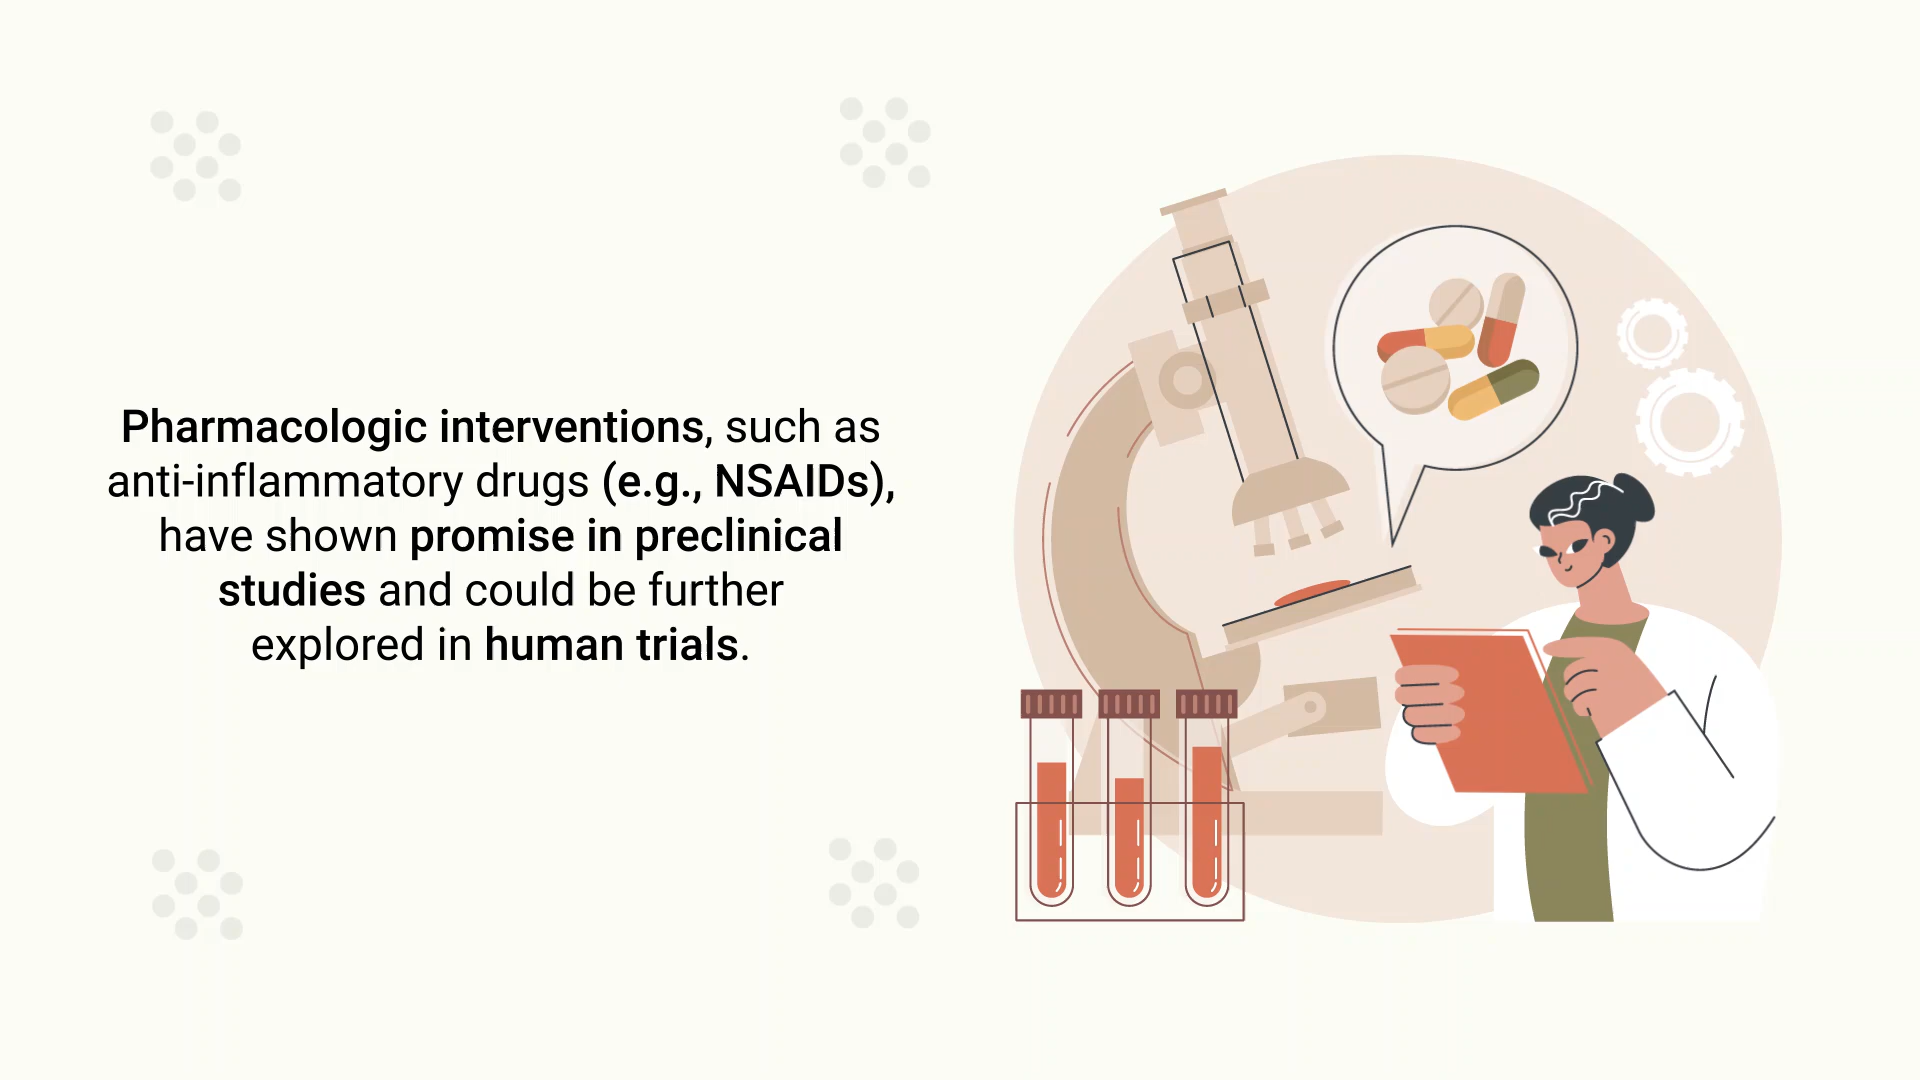 Pharmacologic interventions, such as
anti-inflammatory drugs (e.g., NSAIDs),
have shown promise in preclinical
studies and could be further
explored in human trials.